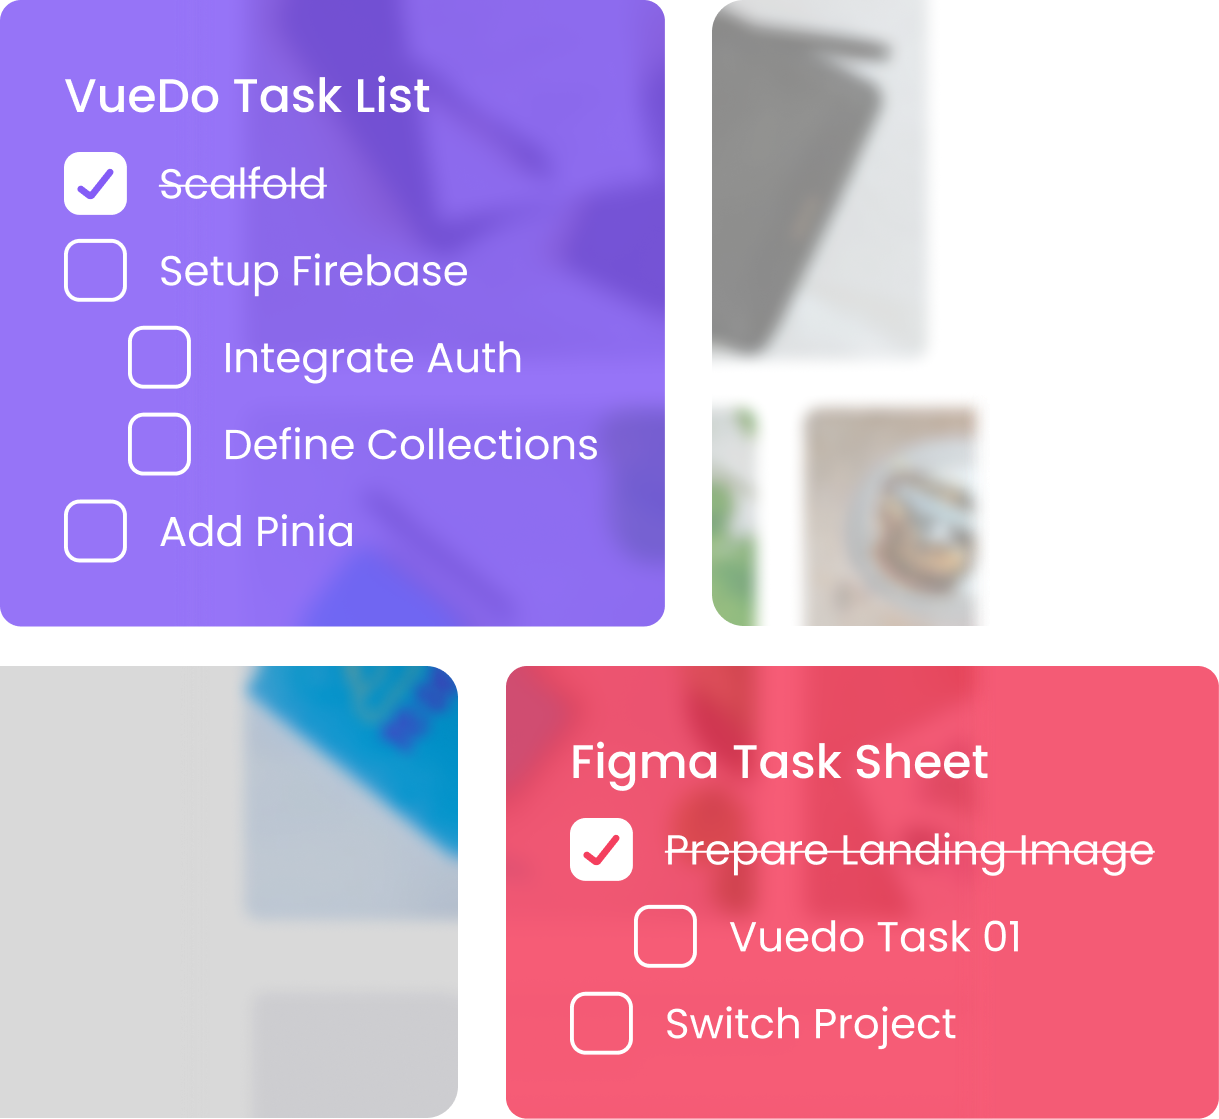 VueDo Task List
Scalfold
Setup Firebase
Integrate Auth
Define Collections
Add Pinia
Figma Task Sheet
Prepare Landing Image
Vuedo Task 01
Switch Project